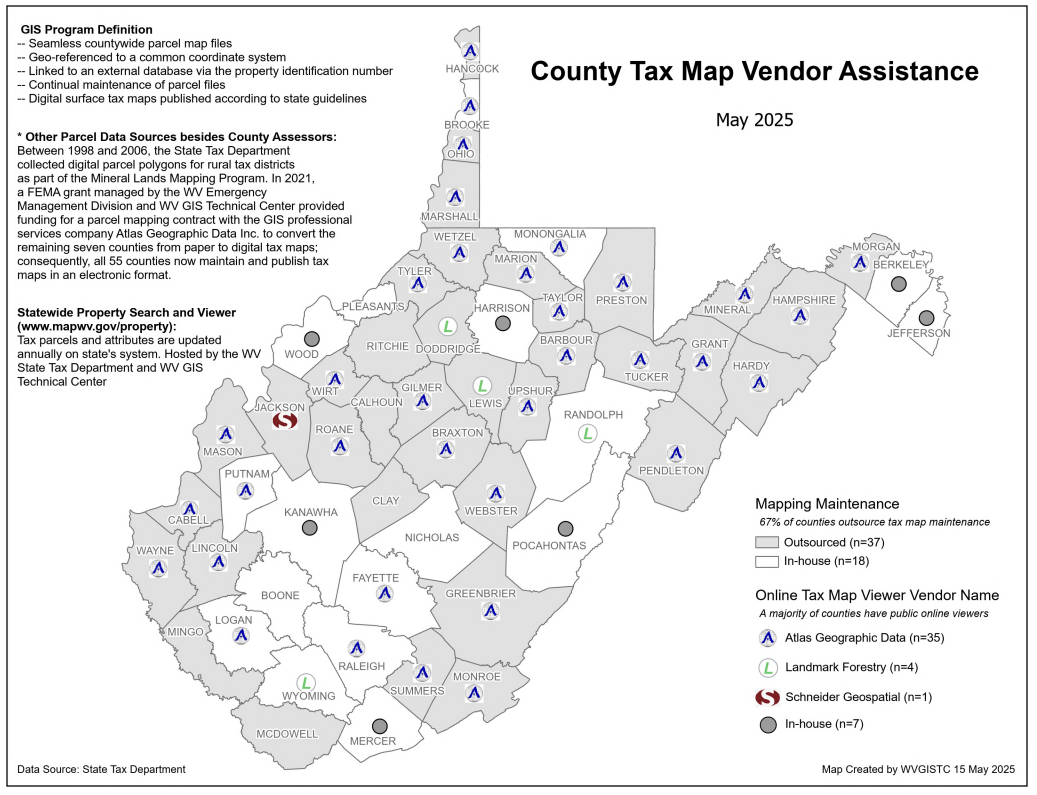 GIS Program Definition
-- Seamless countywide parcel map files
-- Geo-referenced to a common coordinate system
-- Linked to an external database via the property identification number
-- Continual maintenance of parcel files
-- Digital surface tax maps published according to state guidelines
County Tax Map Vendor Assistance
May 2025
* Other Parcel Data Sources besides County Assessors:
Between 1998 and 2006, the State Tax Department
collected digital parcel polygons for rural tax districts
as part of the Mineral Lands Mapping Program. In 2021,
a FEMA grant managed by the WV Emergency
Management Division and WV GIS Technical Center provided
funding for a parcel mapping contract with the GIS professional
services company Atlas Geographic Data Inc. to convert the
remaining seven counties from paper to digital tax maps;
consequently, all 55 counties now maintain and publish tax
maps in an electronic format.
Statewide Property Search and Viewer
(www.mapwv.gov/property):
Tax parcels and attributes are updated
annually on state's system. Hosted by the WV
State Tax Department and WV GIS
Technical Center
HANCOCK
BROOKE
OHIO
MARSHALL
WETZEL
MONONGALIA
MARION
TYLER
PLEASANTS
HARRISON
TAYLOR
PRESTON
MORGAN
BERKELEY
JEFFERSON
MINERAL
HAMPSHIRE
WOOD
RITCHIE
DODDRIDGE
BARBOUR
TUCKER
GRANT
HARDY
WIRT
CALHOUN
GILMER
LEWIS
UPSHUR
RANDOLPH
JACKSON
ROANE
BRAXTON
MASON
PENDLETON
PUTNAM
KANAWHA
CLAY
WEBSTER
CABELL
NICHOLAS
POCAHONTAS
WAYNE
LINCOLN
BOONE
FAYETTE
GREENBRIER
MINGO
LOGAN
RALEIGH
WYOMING
SUMMERS
MONROE
MCDOWELL
MERCER
Mapping Maintenance
67% of counties outsource tax map maintenance
Outsourced (n=37)
In-house (n=18)
Online Tax Map Viewer Vendor Name
A majority of counties have public online viewers
A Atlas Geographic Data (n=35)
L Landmark Forestry (n=4)
S Schneider Geospatial (n=1)
In-house (n=7)
Data Source: State Tax Department
Map Created by WVGISTC 15 May 2025